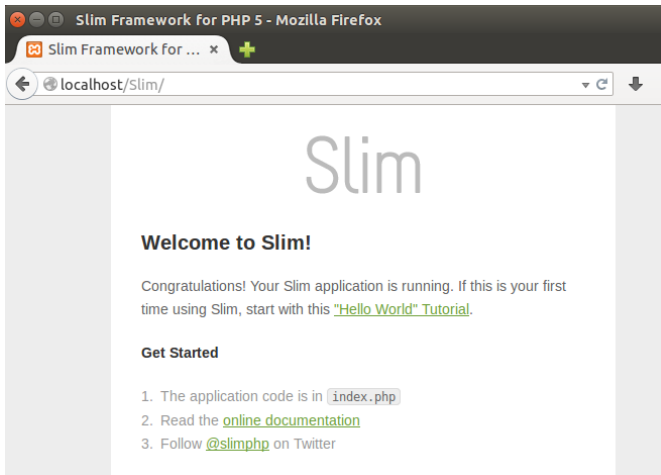 Slim Framework for PHP 5 - Mozilla Firefox
Slim Framework for ...
localhost/Slim/
Slim
Welcome to Slim!
Congratulations! Your Slim application is running. If this is your first
time using Slim, start with this "Hello World" Tutorial.
Get Started
1. The application code is in index.php
2. Read the online documentation
3. Follow @slimphp on Twitter